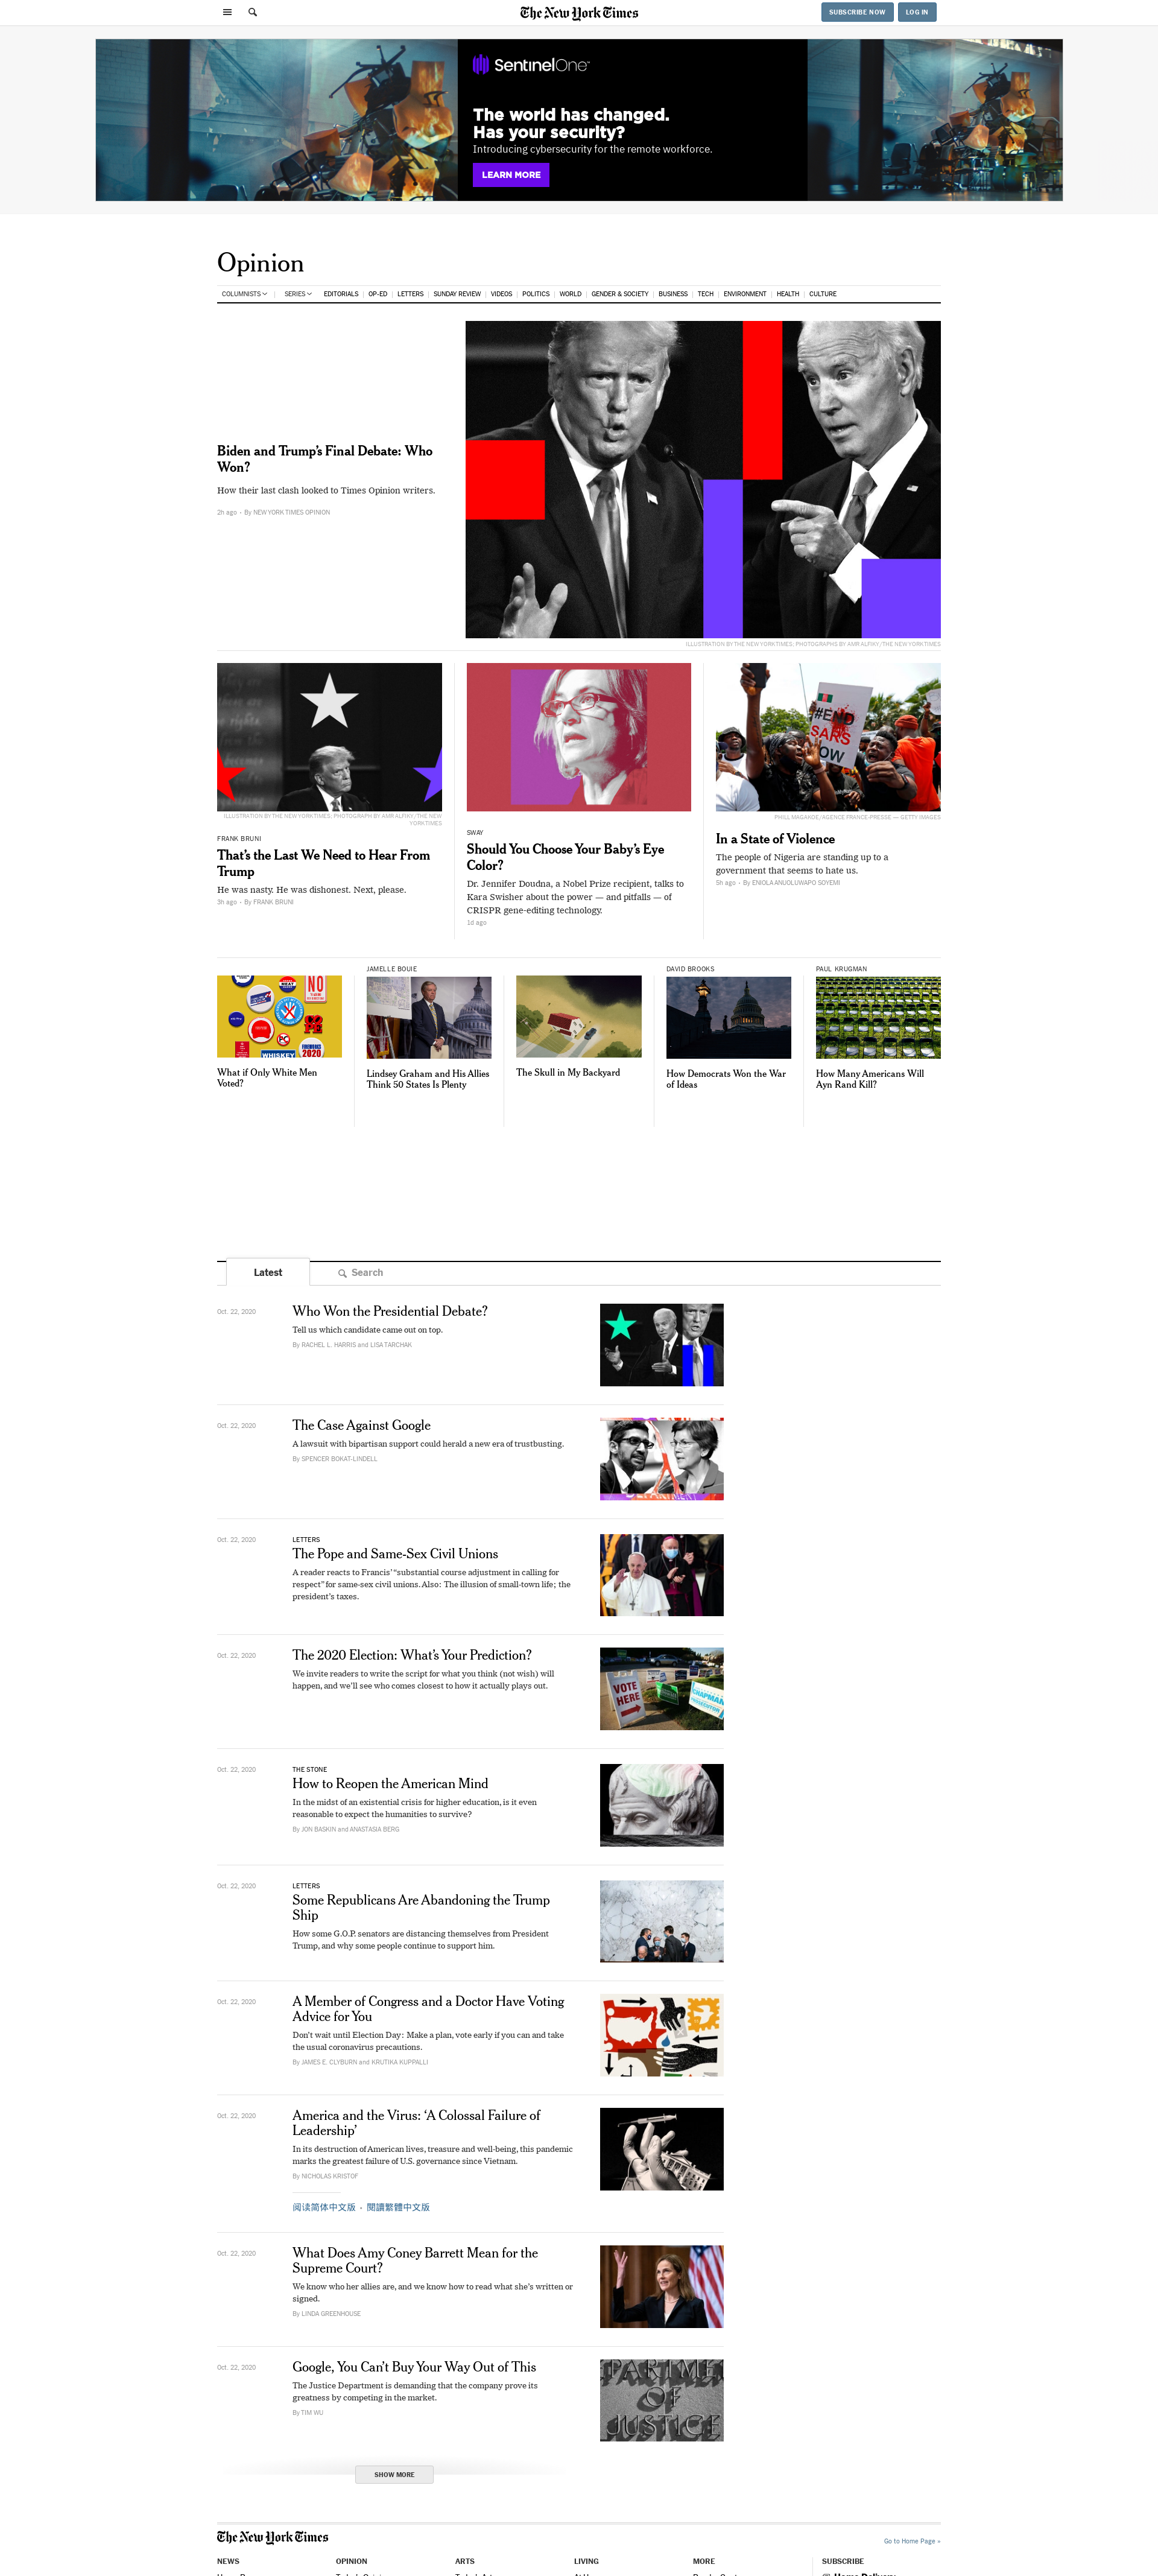 The New York Times
SUBSCRIBE NOW
LOG IN
SentinelOne
The world has changed.
Has your security?
Introducing cybersecurity for the remote workforce.
LEARN MORE
Opinion
COLUMNISTS
SERIES
EDITORIALS
OP-ED
LETTERS
SUNDAY REVIEW
VIDEOS
POLITICS
WORLD
GENDER & SOCIETY
BUSINESS
TECH
ENVIRONMENT
HEALTH
CULTURE
Biden and Trump’s Final Debate: Who
Won?
How their last clash looked to Times Opinion writers.
2h ago • By NEW YORK TIMES OPINION
ILLUSTRATION BY THE NEW YORK TIMES; PHOTOGRAPHS BY AMR ALFIKY/THE NEW YORK TIMES
ILLUSTRATION BY THE NEW YORK TIMES; PHOTOGRAPH BY AMR ALFIKY/THE NEW
YORK TIMES
FRANK BRUNI
That’s the Last We Need to Hear From
Trump
He was nasty. He was dishonest. Next, please.
3h ago • By FRANK BRUNI
SWAY
Should You Choose Your Baby’s Eye
Color?
Dr. Jennifer Doudna, a Nobel Prize recipient, talks to
Kara Swisher about the power — and pitfalls — of
CRISPR gene-editing technology.
1d ago
#END
SARS
NOW
PHILL MAGAKOE/AGENCE FRANCE-PRESSE — GETTY IMAGES
In a State of Violence
The people of Nigeria are standing up to a
government that seems to hate us.
5h ago • By ENIOLA ANUOLUWAPO SOYEMI
NO
WHISKEY
2020
What if Only White Men
Voted?
JAMELLE BOUIE
Lindsey Graham and His Allies
Think 50 States Is Plenty
The Skull in My Backyard
DAVID BROOKS
How Democrats Won the War
of Ideas
PAUL KRUGMAN
How Many Americans Will
Ayn Rand Kill?
Latest
Search
Oct. 22, 2020
Who Won the Presidential Debate?
Tell us which candidate came out on top.
By RACHEL L. HARRIS and LISA TARCHAK
Oct. 22, 2020
The Case Against Google
A lawsuit with bipartisan support could herald a new era of trustbusting.
By SPENCER BOKAT-LINDELL
Oct. 22, 2020
LETTERS
The Pope and Same-Sex Civil Unions
A reader reacts to Francis’ “substantial course adjustment in calling for
respect” for same-sex civil unions. Also: The illusion of small-town life; the
president’s taxes.
Oct. 22, 2020
The 2020 Election: What’s Your Prediction?
We invite readers to write the script for what you think (not wish) will
happen, and we’ll see who comes closest to how it actually plays out.
VOTE
HERE
CHAPMAN
Oct. 22, 2020
THE STONE
How to Reopen the American Mind
In the midst of an existential crisis for higher education, is it even
reasonable to expect the humanities to survive?
By JON BASKIN and ANASTASIA BERG
Oct. 22, 2020
LETTERS
Some Republicans Are Abandoning the Trump
Ship
How some G.O.P. senators are distancing themselves from President
Trump, and why some people continue to support him.
Oct. 22, 2020
A Member of Congress and a Doctor Have Voting
Advice for You
Don’t wait until Election Day: Make a plan, vote early if you can and take
the usual coronavirus precautions.
By JAMES E. CLYBURN and KRUTIKA KUPPALLI
Oct. 22, 2020
America and the Virus: ‘A Colossal Failure of
Leadership’
In its destruction of American lives, treasure and well-being, this pandemic
marks the greatest failure of U.S. governance since Vietnam.
By NICHOLAS KRISTOF
阅读简体中文版 • 閱讀繁體中文版
Oct. 22, 2020
What Does Amy Coney Barrett Mean for the
Supreme Court?
We know who her allies are, and we know how to read what she’s written or
signed.
By LINDA GREENHOUSE
Oct. 22, 2020
Google, You Can’t Buy Your Way Out of This
The Justice Department is demanding that the company prove its
greatness by competing in the market.
By TIM WU
PARTME
OF
JUSTICE
SHOW MORE
The New York Times
Go to Home Page »
NEWS
OPINION
ARTS
LIVING
MORE
SUBSCRIBE